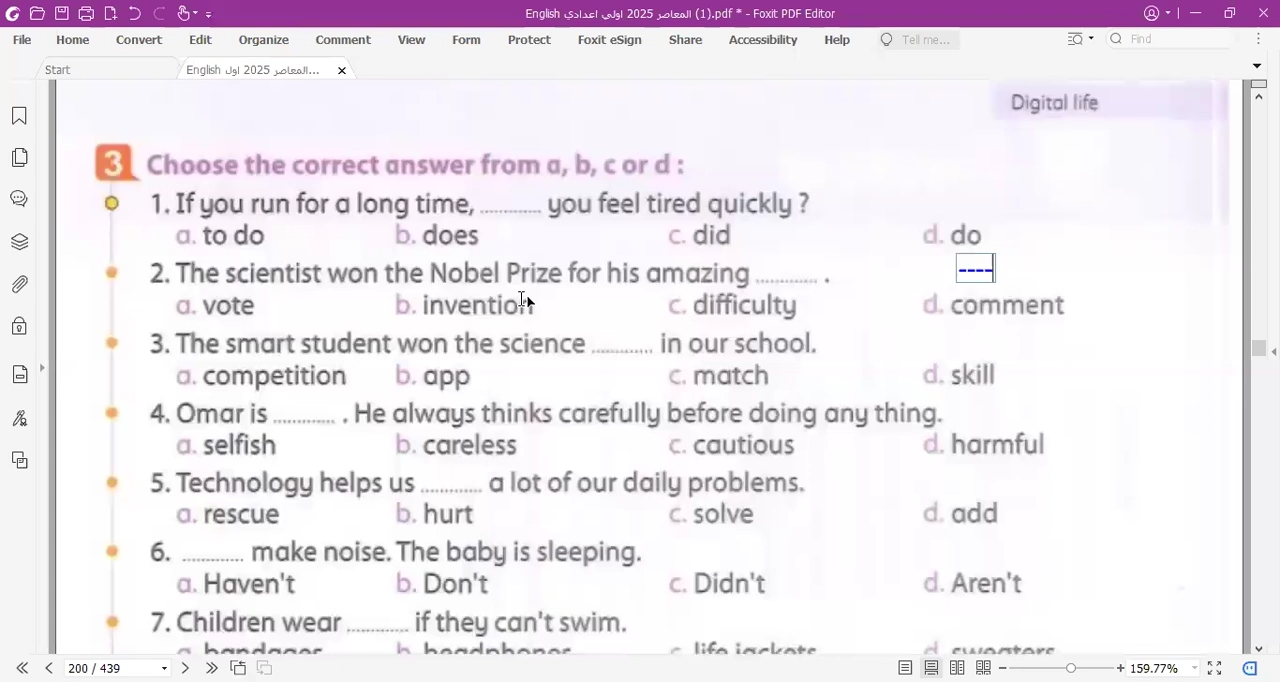 English المعاصر 2025 اولي اعدادي (1).pdf * - Foxit PDF Editor
File Home Convert Edit Organize Comment View Form Protect Foxit eSign Share Accessibility Help Tell me... Find
Start English المعاصر 2025 اول...
Digital life
3 Choose the correct answer from a, b, c or d :
1. If you run for a long time, ............ you feel tired quickly ?
a. to do b. does c. did d. do
----
2. The scientist won the Nobel Prize for his amazing ............ .
a. vote b. invention c. difficulty d. comment
3. The smart student won the science ............ in our school.
a. competition b. app c. match d. skill
4. Omar is ............ . He always thinks carefully before doing any thing.
a. selfish b. careless c. cautious d. harmful
5. Technology helps us ............ a lot of our daily problems.
a. rescue b. hurt c. solve d. add
6. ............ make noise. The baby is sleeping.
a. Haven't b. Don't c. Didn't d. Aren't
7. Children wear ............ if they can't swim.
a. bandages b. headphones c. life jackets d. sweaters
200 / 439 159.77%